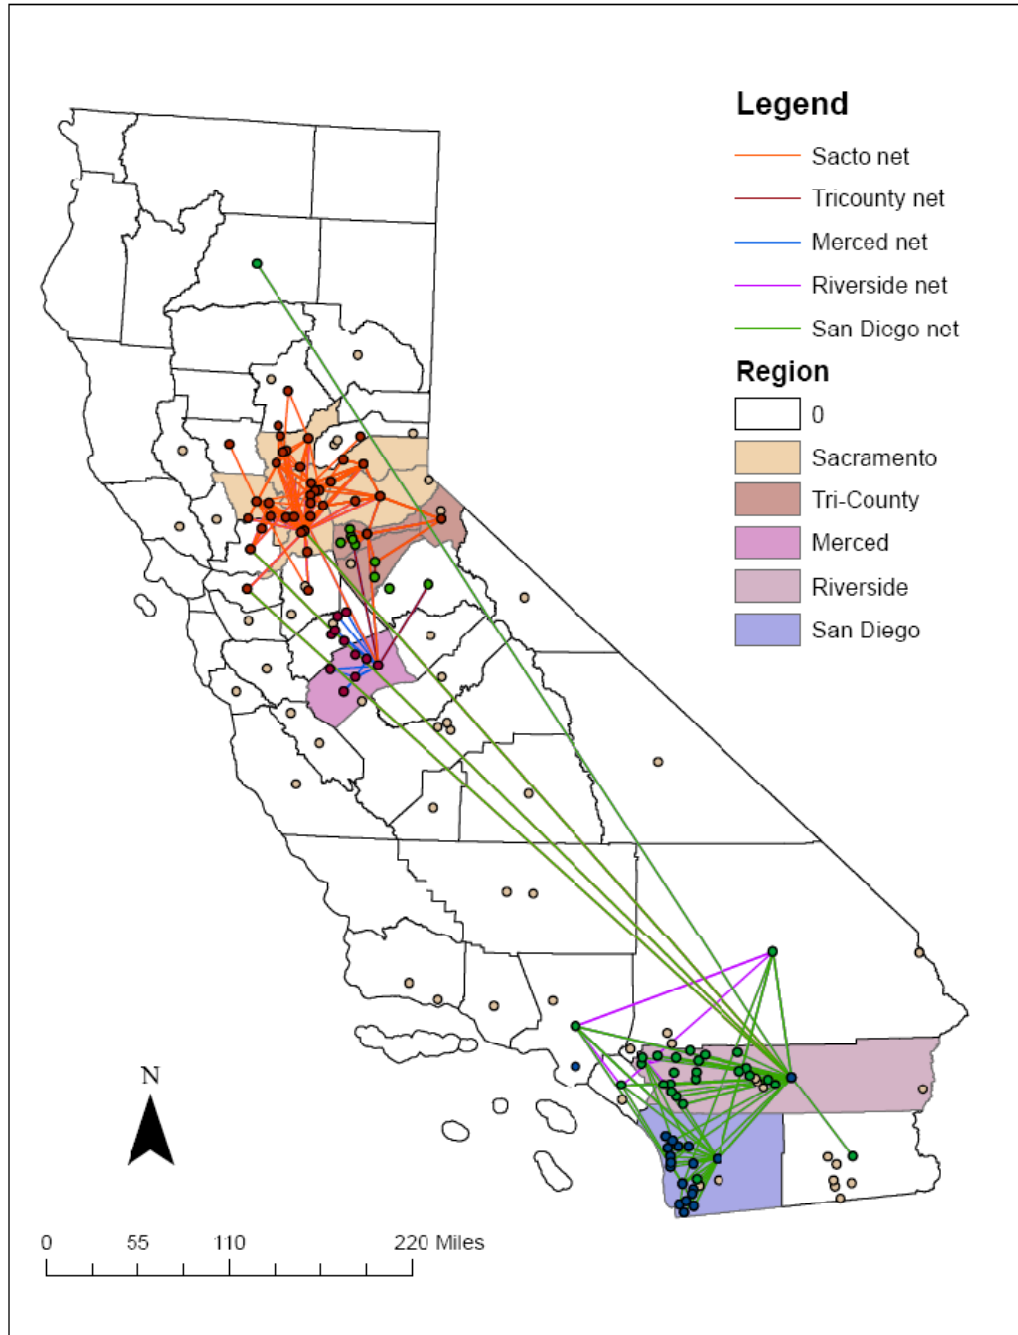 Legend
Sacto net
Tricounty net
Merced net
Riverside net
San Diego net
Region
0
Sacramento
Tri-County
Merced
Riverside
San Diego
N
0 55 110 220 Miles